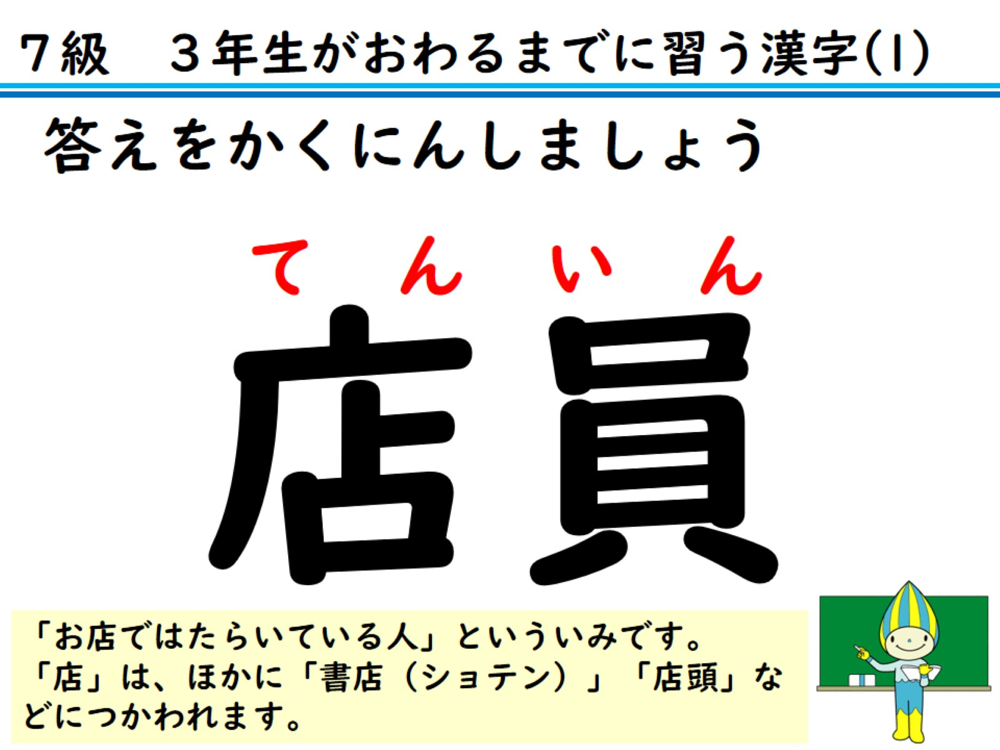 ７級　３年生がおわるまでに習う漢字(1)
答えをかくにんしましょう
てんいん
店員
「お店ではたらいている人」といういみです。
「店」は、ほかに「書店（ショテン）」「店頭」な
どにつかわれます。